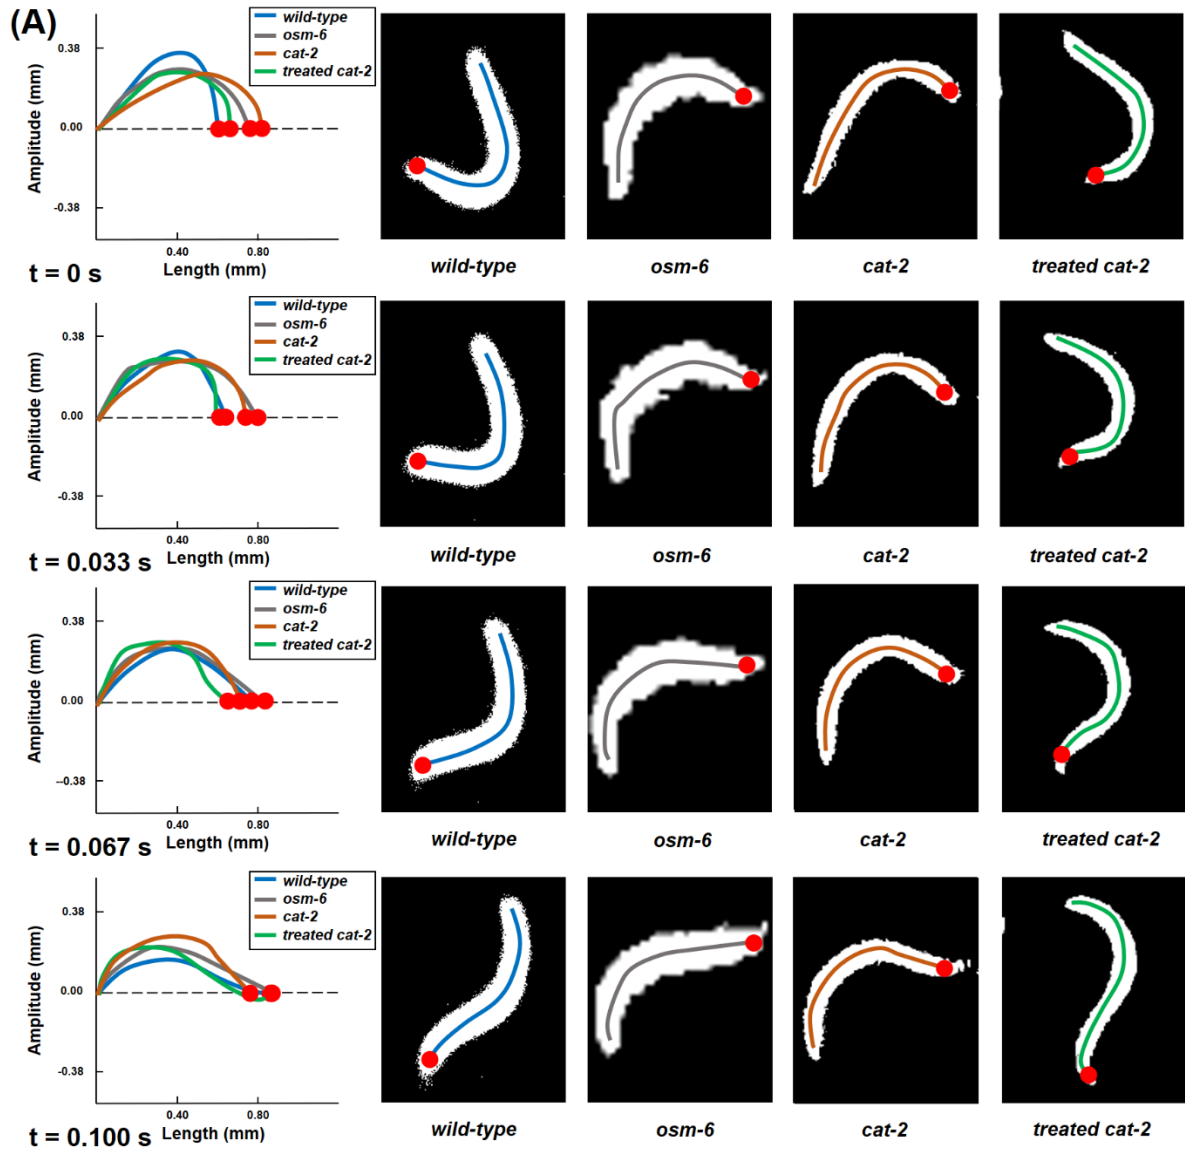 (A)
wild-type
osm-6
cat-2
treated cat-2
Amplitude (mm)
0.38
0.00
-0.38
0.40 0.80
t = 0 s Length (mm)
wild-type osm-6 cat-2 treated cat-2
wild-type
osm-6
cat-2
treated cat-2
Amplitude (mm)
0.38
0.00
-0.38
0.40 0.80
t = 0.033 s Length (mm)
wild-type osm-6 cat-2 treated cat-2
wild-type
osm-6
cat-2
treated cat-2
Amplitude (mm)
0.38
0.00
--0.38
0.40 0.80
t = 0.067 s Length (mm)
wild-type osm-6 cat-2 treated cat-2
wild-type
osm-6
cat-2
treated cat-2
Amplitude (mm)
0.38
0.00
-0.38
0.40 0.80
t = 0.100 s Length (mm)
wild-type osm-6 cat-2 treated cat-2